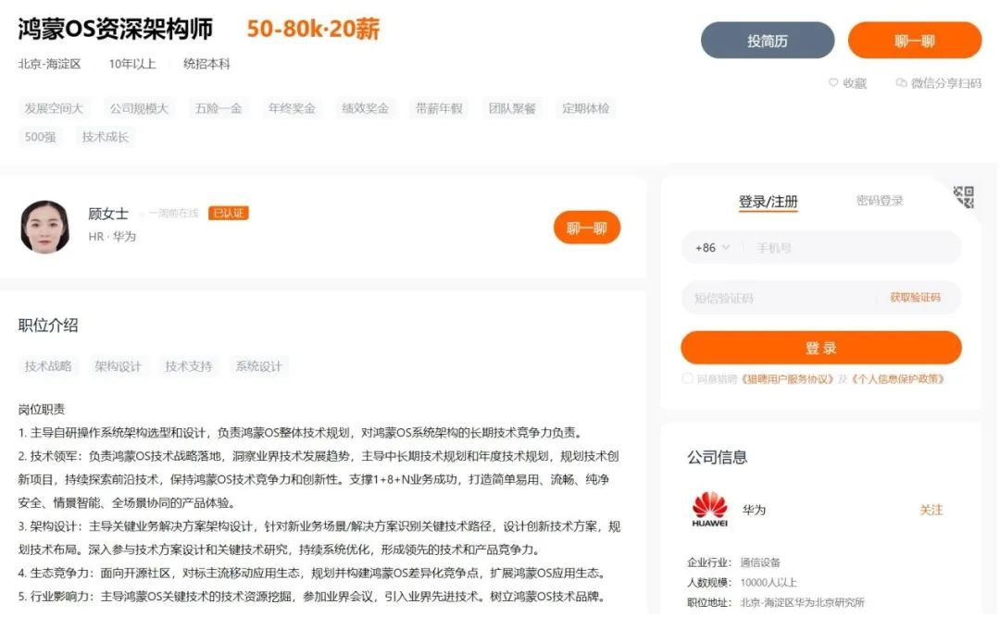 鸿蒙OS资深架构师 50-80k·20薪
投简历 聊一聊
北京-海淀区 10年以上 统招本科
收藏 微信分享扫码
发展空间大 公司规模大 五险一金 年终奖金 绩效奖金 带薪年假 团队聚餐 定期体检
500强 技术成长
顾女士 一周前在线 已认证
HR · 华为
聊一聊
职位介绍
技术战略 架构设计 技术支持 系统设计
岗位职责
1. 主导自研操作系统架构选型和设计，负责鸿蒙OS整体技术规划，对鸿蒙OS系统架构的长期技术竞争力负责。
2. 技术领军：负责鸿蒙OS技术战略落地，洞察业界技术发展趋势，主导中长期技术规划和年度技术规划，规划技术创
新项目，持续探索前沿技术，保持鸿蒙OS技术竞争力和创新性。支撑1+8+N业务成功，打造简单易用、流畅、纯净
安全、情景智能、全场景协同的产品体验。
3. 架构设计：主导关键业务解决方案架构设计，针对新业务场景/解决方案识别关键技术路径，设计创新技术方案，规
划技术布局。深入参与技术方案设计和关键技术研究，持续系统优化，形成领先的技术和产品竞争力。
4. 生态竞争力：面向开源社区，对标主流移动应用生态，规划并构建鸿蒙OS差异化竞争点，扩展鸿蒙OS应用生态。
5. 行业影响力：主导鸿蒙OS关键技术的技术资源挖掘，参加业界会议，引入业界先进技术。树立鸿蒙OS技术品牌。
登录/注册 密码登录
+86 手机号
短信验证码 获取验证码
登 录
同意猎聘《猎聘用户服务协议》及《个人信息保护政策》
公司信息
HUAWEI
华为 关注
企业行业： 通信设备
人数规模： 10000人以上
职位地址： 北京-海淀区华为北京研究所